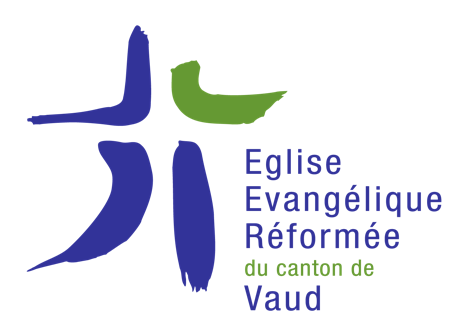 Eglise
Evangélique
Réformée
du canton de
Vaud